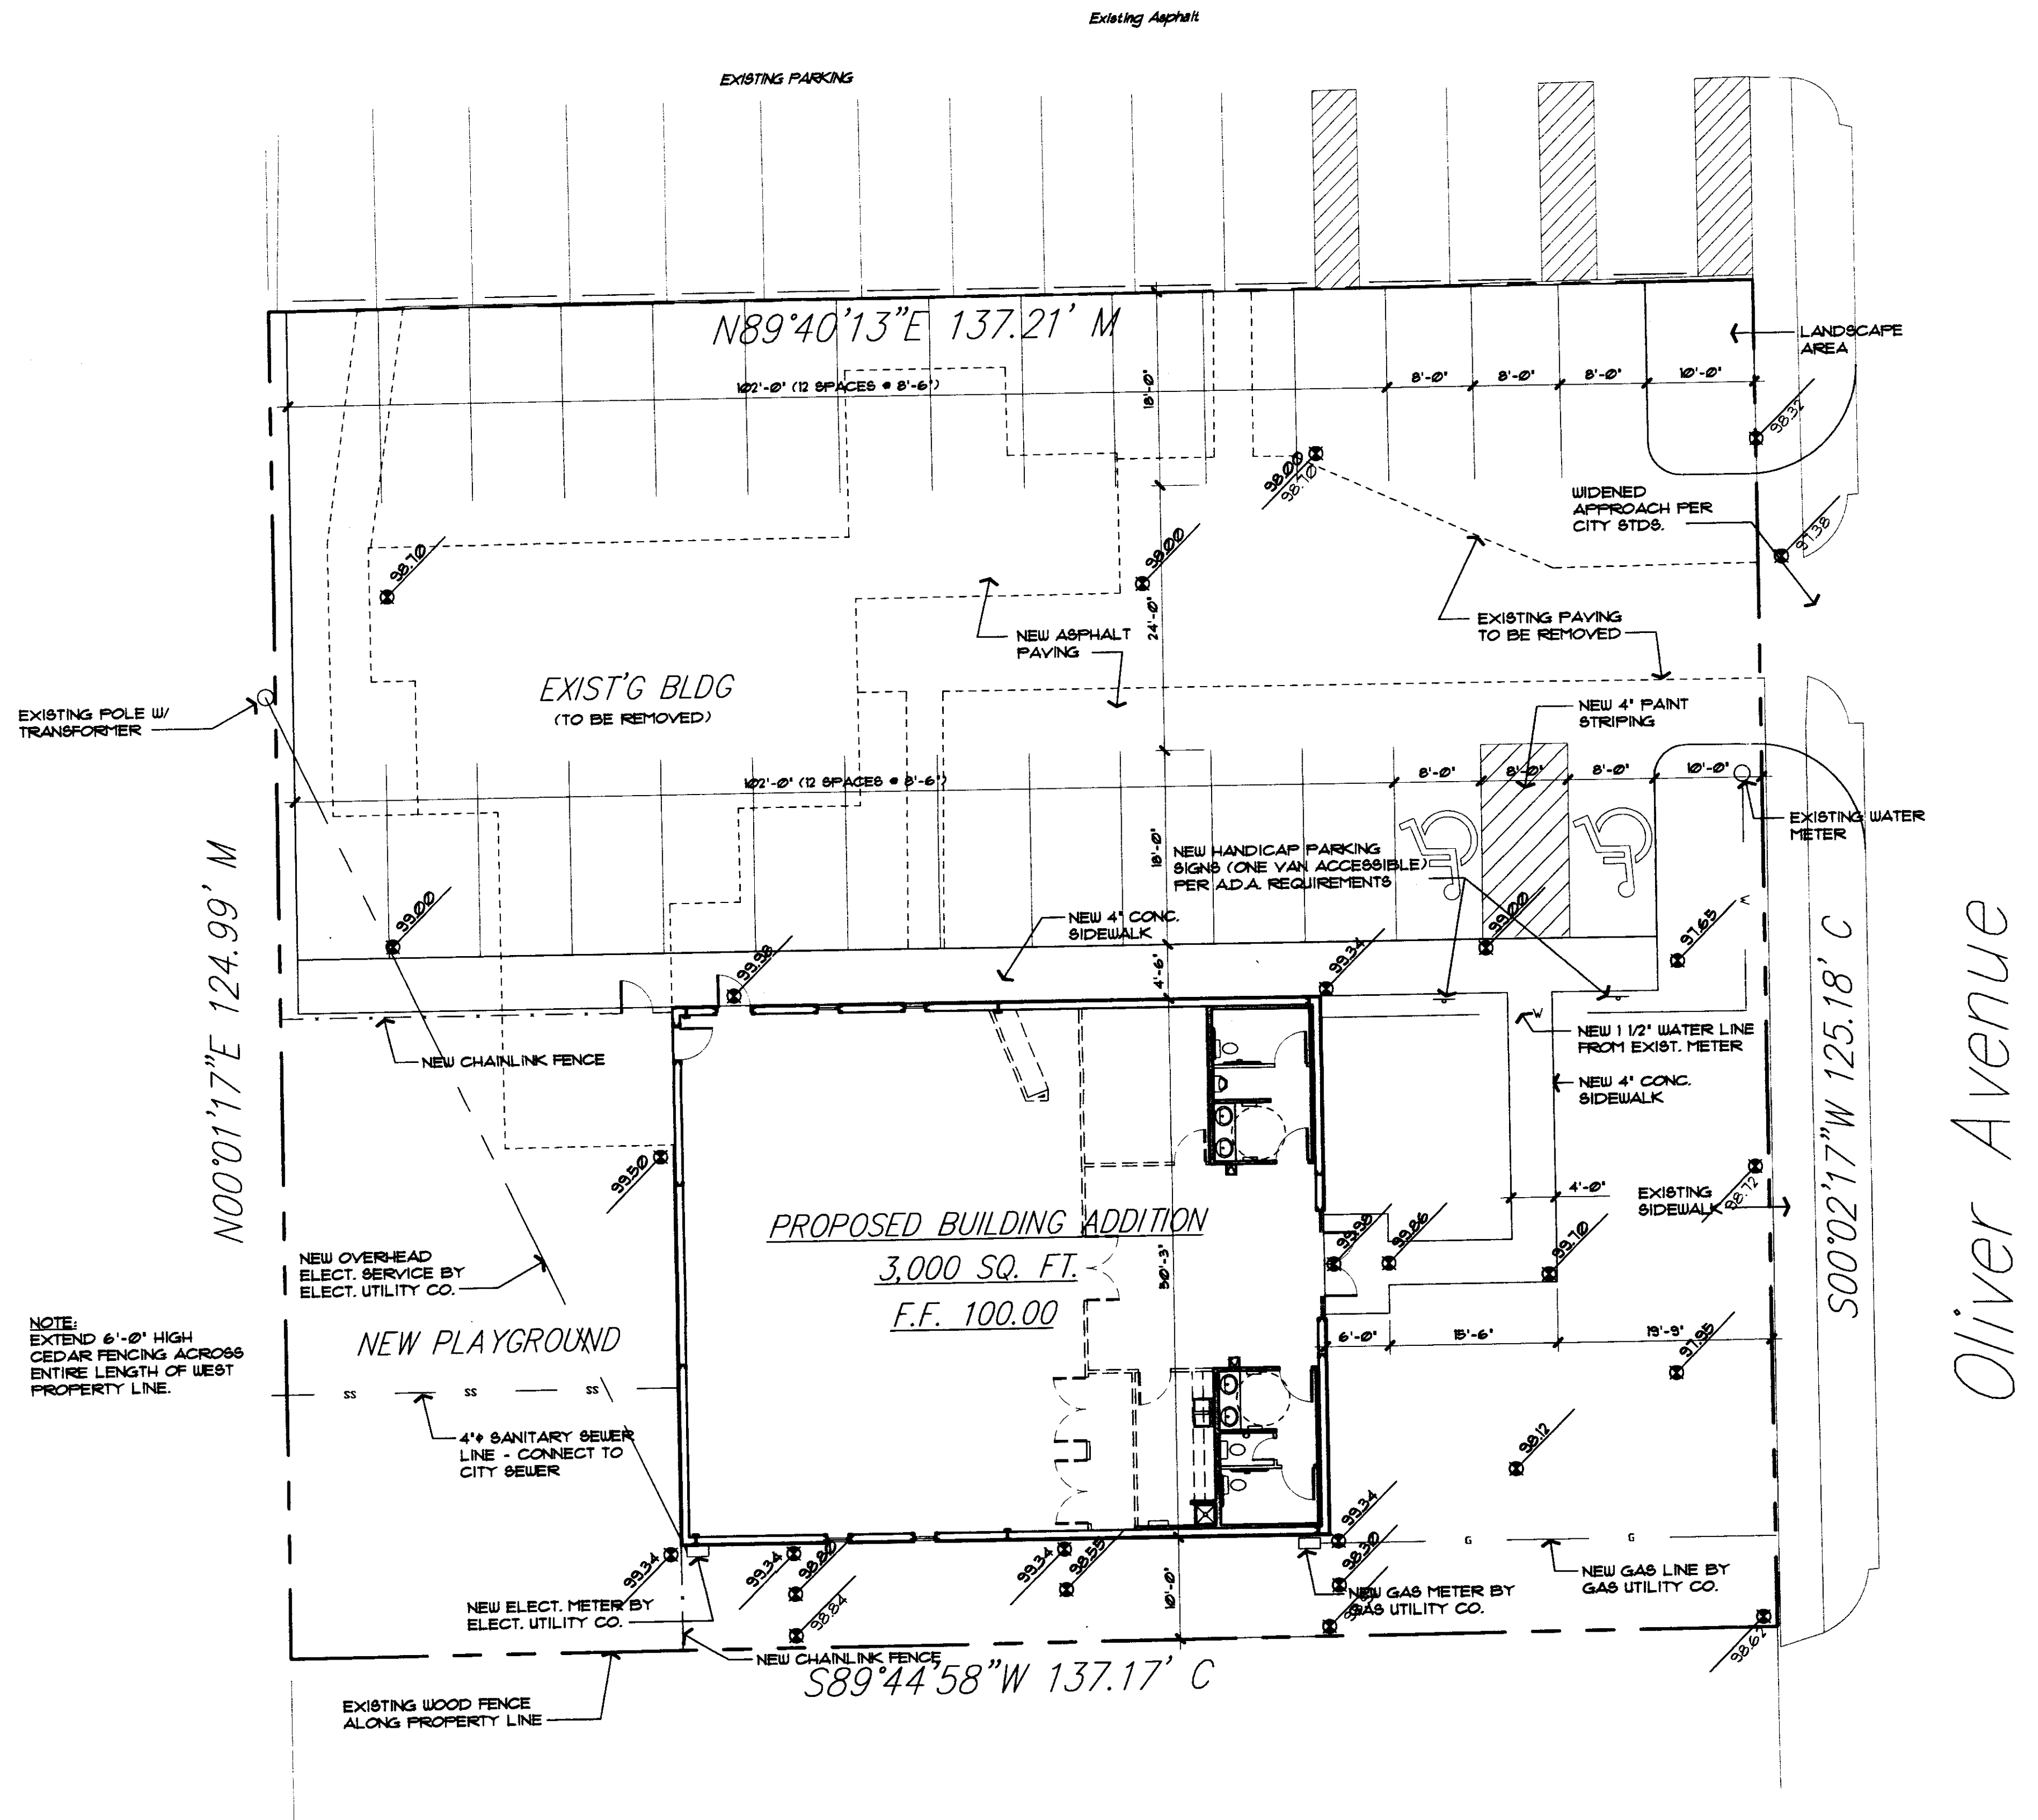 Existing Asphalt
EXISTING PARKING
N89°40'13"E 137.21' M
LANDSCAPE
AREA
102'-0" (12 SPACES @ 8'-6")
18'-0"
8'-0"
8'-0"
8'-0"
10'-0"
98.32
98.00
98.70
WIDENED
APPROACH PER
CITY STDS.
97.38
98.70
98.00
24'-0"
NEW ASPHALT
PAVING
EXISTING PAVING
TO BE REMOVED
EXIST'G BLDG
(TO BE REMOVED)
EXISTING POLE W/
TRANSFORMER
NEW 4" PAINT
STRIPING
102'-0" (12 SPACES @ 8'-6")
8'-0"
8'-0"
8'-0"
10'-0"
EXISTING WATER
METER
18'-0"
NEW HANDICAP PARKING
SIGNS (ONE VAN ACCESSIBLE)
PER A.D.A. REQUIREMENTS
N00°01'17"E 124.99' M
99.00
NEW 4" CONC.
SIDEWALK
99.00
97.65
W
99.98
4'-6"
99.34
NEW CHAINLINK FENCE
W
NEW 1 1/2" WATER LINE
FROM EXIST. METER
NEW 4" CONC.
SIDEWALK
S00°02'17"W 125.18' C
Oliver Avenue
99.50
4'-0"
EXISTING
SIDEWALK
98.72
PROPOSED BUILDING ADDITION
3,000 SQ. FT.
F.F. 100.00
50'-3"
99.98
99.86
99.70
NEW OVERHEAD
ELECT. SERVICE BY
ELECT. UTILITY CO.
NOTE:
EXTEND 6'-0" HIGH
CEDAR FENCING ACROSS
ENTIRE LENGTH OF WEST
PROPERTY LINE.
NEW PLAYGROUND
6'-0"
15'-6"
19'-9"
97.95
SS
SS
SS
4"ϕ SANITARY SEWER
LINE - CONNECT TO
CITY SEWER
98.12
99.34
G
G
99.34
99.34
98.80
99.34
98.55
98.30
NEW GAS LINE BY
GAS UTILITY CO.
NEW ELECT. METER BY
ELECT. UTILITY CO.
98.84
10'-0"
NEW GAS METER BY
GAS UTILITY CO.
98.62
NEW CHAINLINK FENCE
S89°44'58"W 137.17' C
EXISTING WOOD FENCE
ALONG PROPERTY LINE